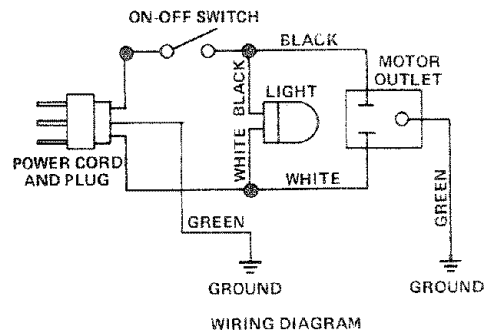 ON-OFF SWITCH
BLACK
MOTOR
OUTLET
BLACK
LIGHT
POWER CORD
AND PLUG
WHITE
WHITE
GREEN
GREEN
GROUND
GROUND
WIRING DIAGRAM